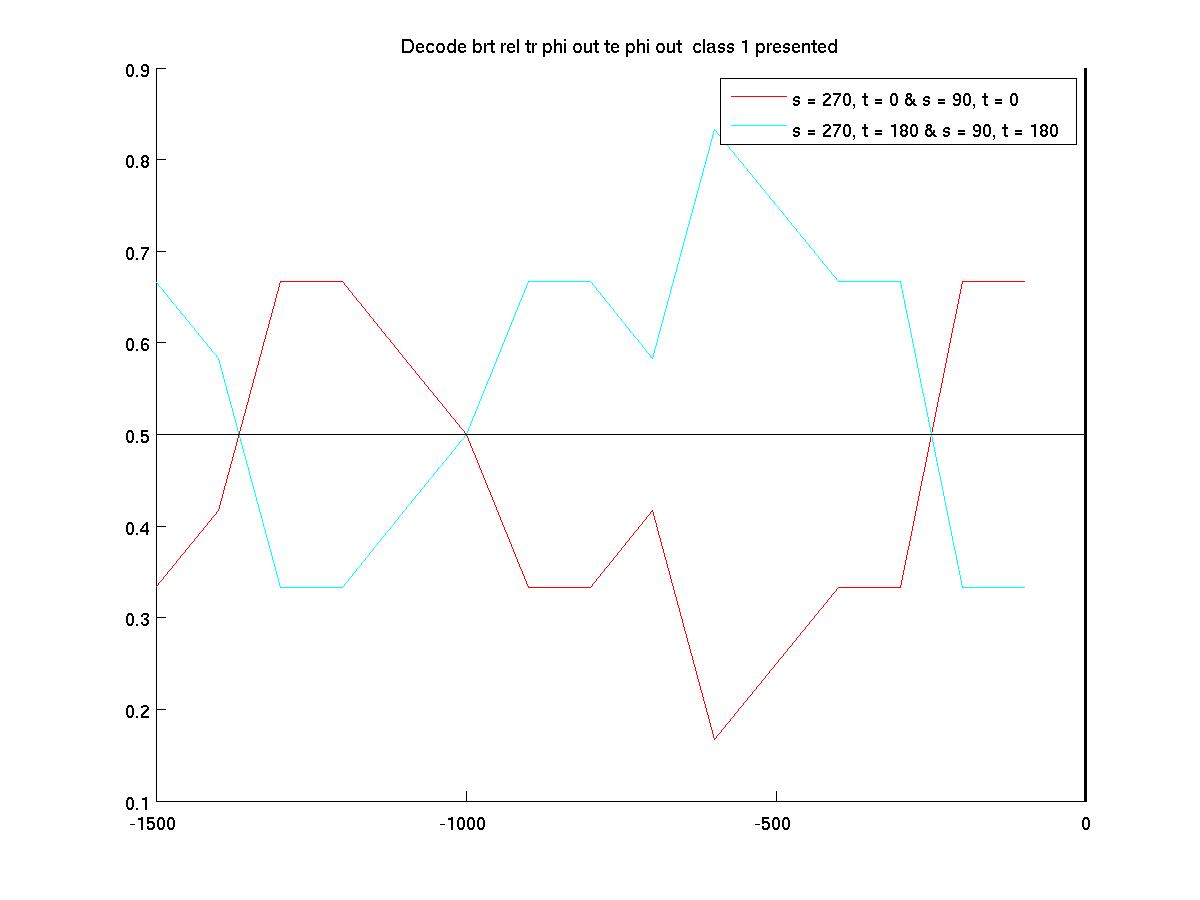 Decode brt rel tr phi out te phi out  class 1 presented
s = 270, t = 0 & s = 90, t = 0
s = 270, t = 180 & s = 90, t = 180
0.9
0.8
0.7
0.6
0.5
0.4
0.3
0.2
0.1
-1500 -1000 -500 0